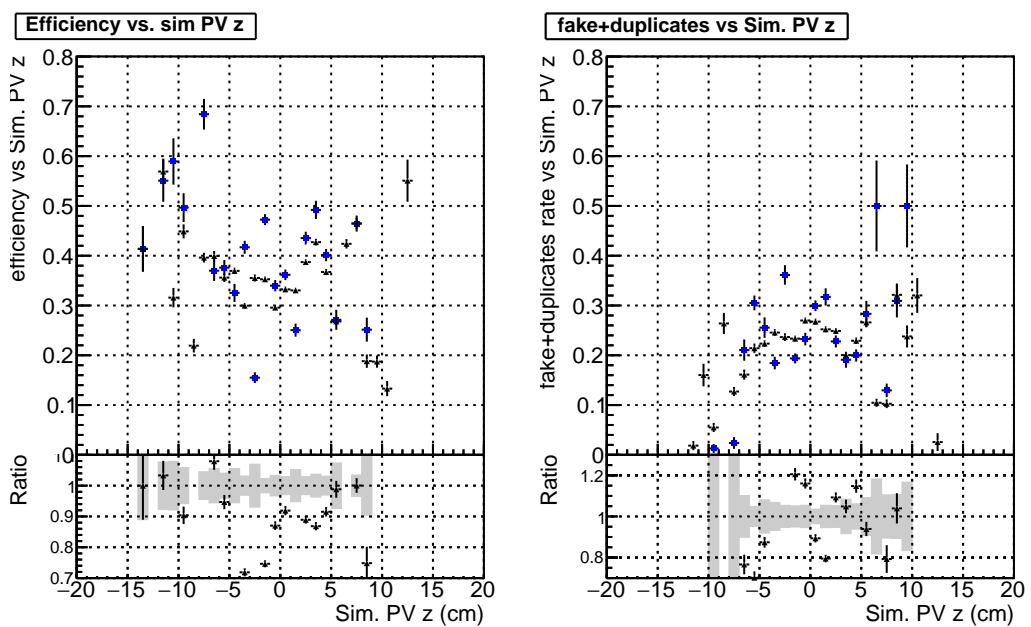 Efficiency vs. sim PV z
efficiency vs Sim. PV z
0.8
0.7
0.6
0.5
0.4
0.3
0.2
0.1
0
Ratio
1
0.9
0.8
0.7
−20 −15 −10 −5 0 5 10 15 20
Sim. PV z (cm)
fake+duplicates vs Sim. PV z
fake+duplicates rate vs Sim. PV z
0.8
0.7
0.6
0.5
0.4
0.3
0.2
0.1
0
Ratio
1.2
1
0.8
−20 −15 −10 −5 0 5 10 15 20
Sim. PV z (cm)